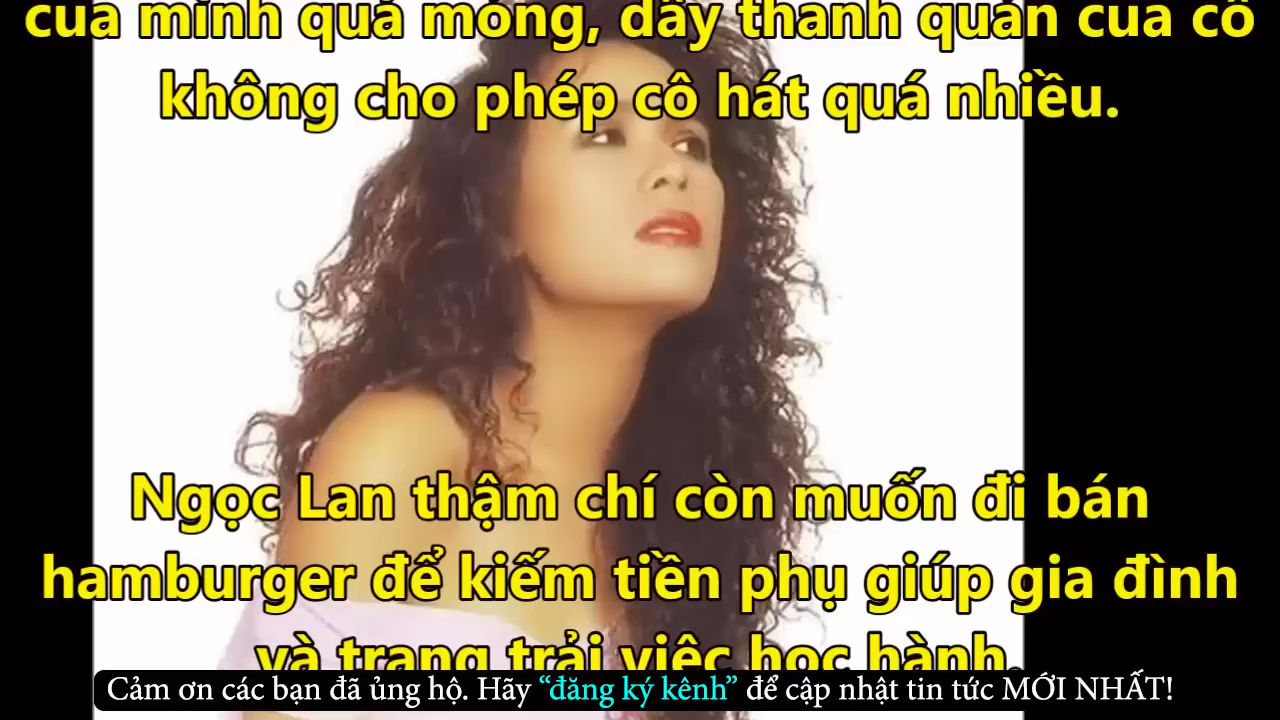 của mình quá mỏng, dây thanh quản của cô
không cho phép cô hát quá nhiều.
Ngọc Lan thậm chí còn muốn đi bán
hamburger để kiếm tiền phụ giúp gia đình
và trang trải việc học hành.
Cảm ơn các bạn đã ủng hộ. Hãy “đăng ký kênh” để cập nhật tin tức MỚI NHẤT!